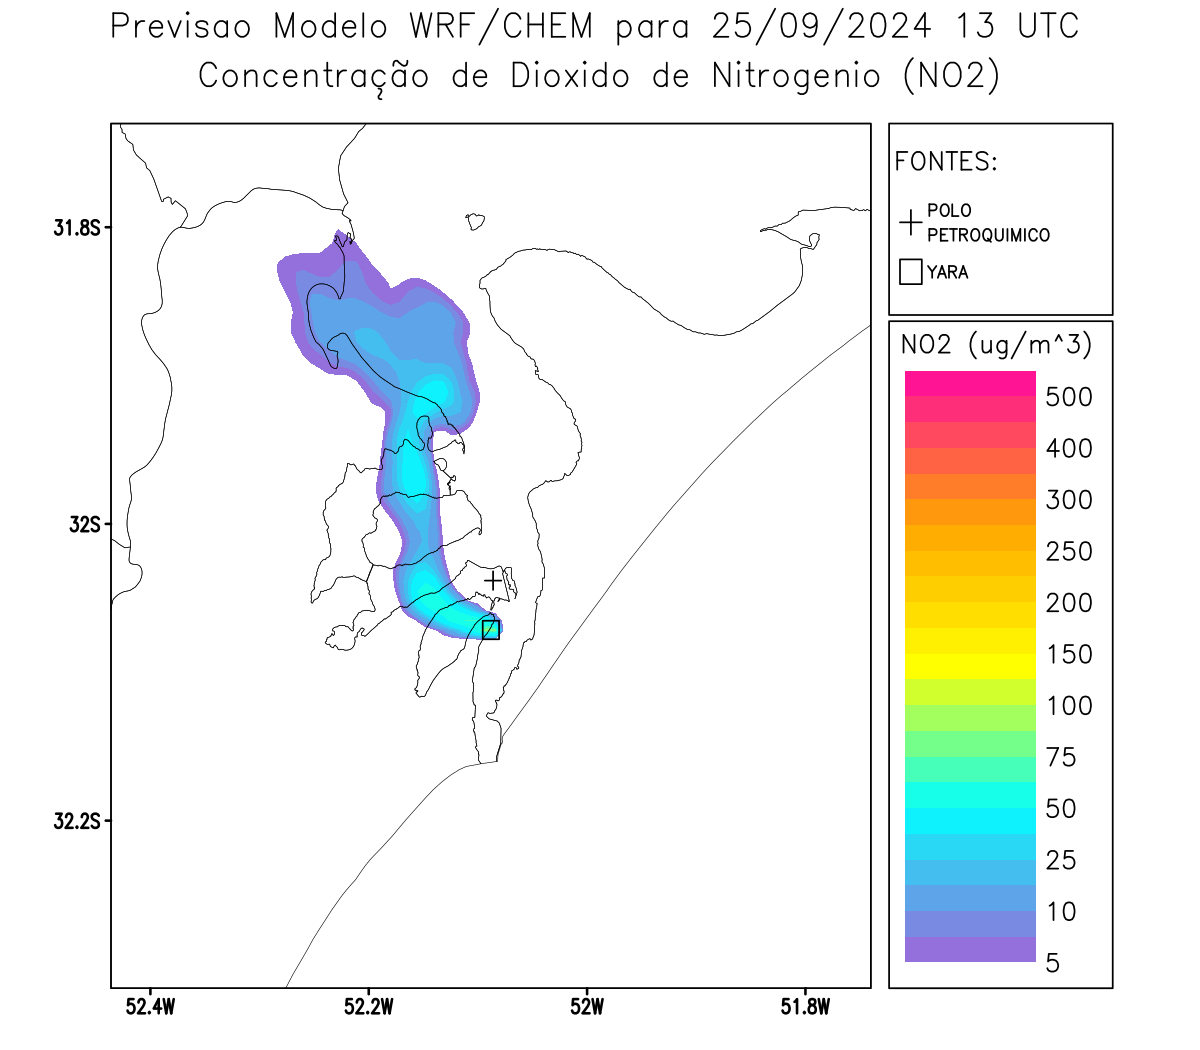 Previsao Modelo WRF/CHEM para 25/09/2024 13 UTC
Concentração de Dioxido de Nitrogenio (NO2)
FONTES:
POLO
PETROQUIMICO
YARA
NO2 (ug/m^3)
500
400
300
250
200
150
100
75
50
25
10
5
31.8S
32S
32.2S
52.4W
52.2W
52W
51.8W